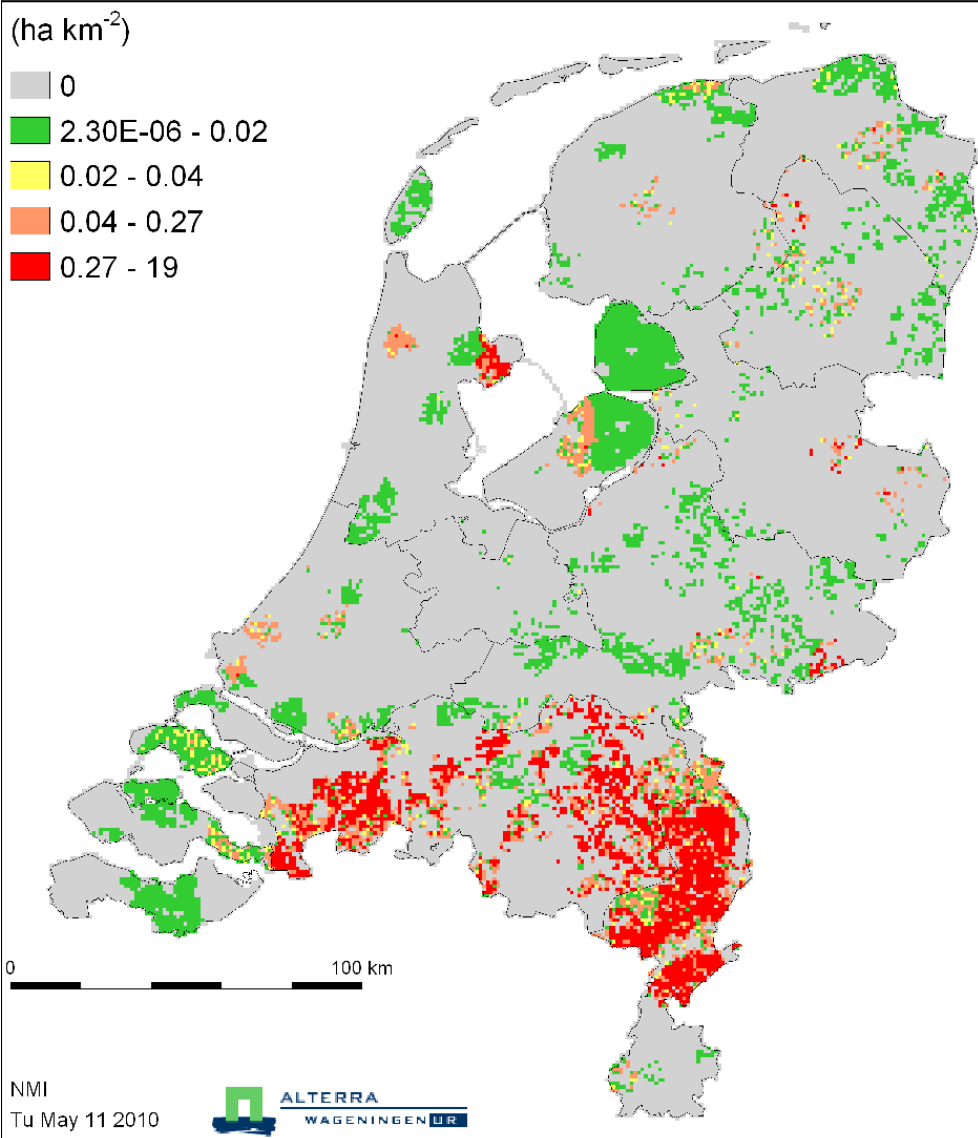 (ha km-2)
0
2.30E-06 - 0.02
0.02 - 0.04
0.04 - 0.27
0.27 - 19
0 100 km
NMI
Tu May 11 2010
ALTERRA
WAGENINGEN UR